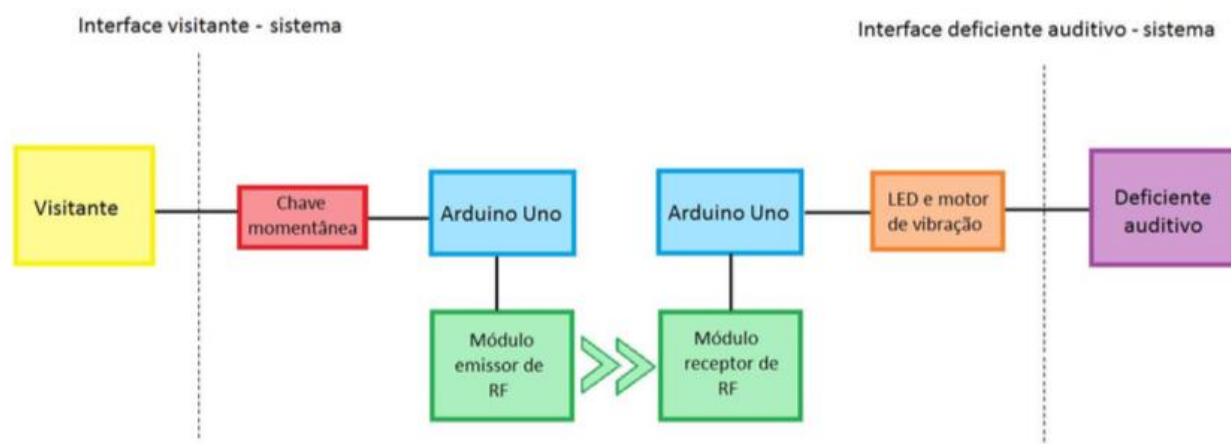 Interface visitante - sistema
Interface deficiente auditivo - sistema
Visitante
Chave
momentânea
Arduino Uno
Arduino Uno
LED e motor
de vibração
Deficiente
auditivo
Módulo
emissor de
RF
Módulo
receptor de
RF